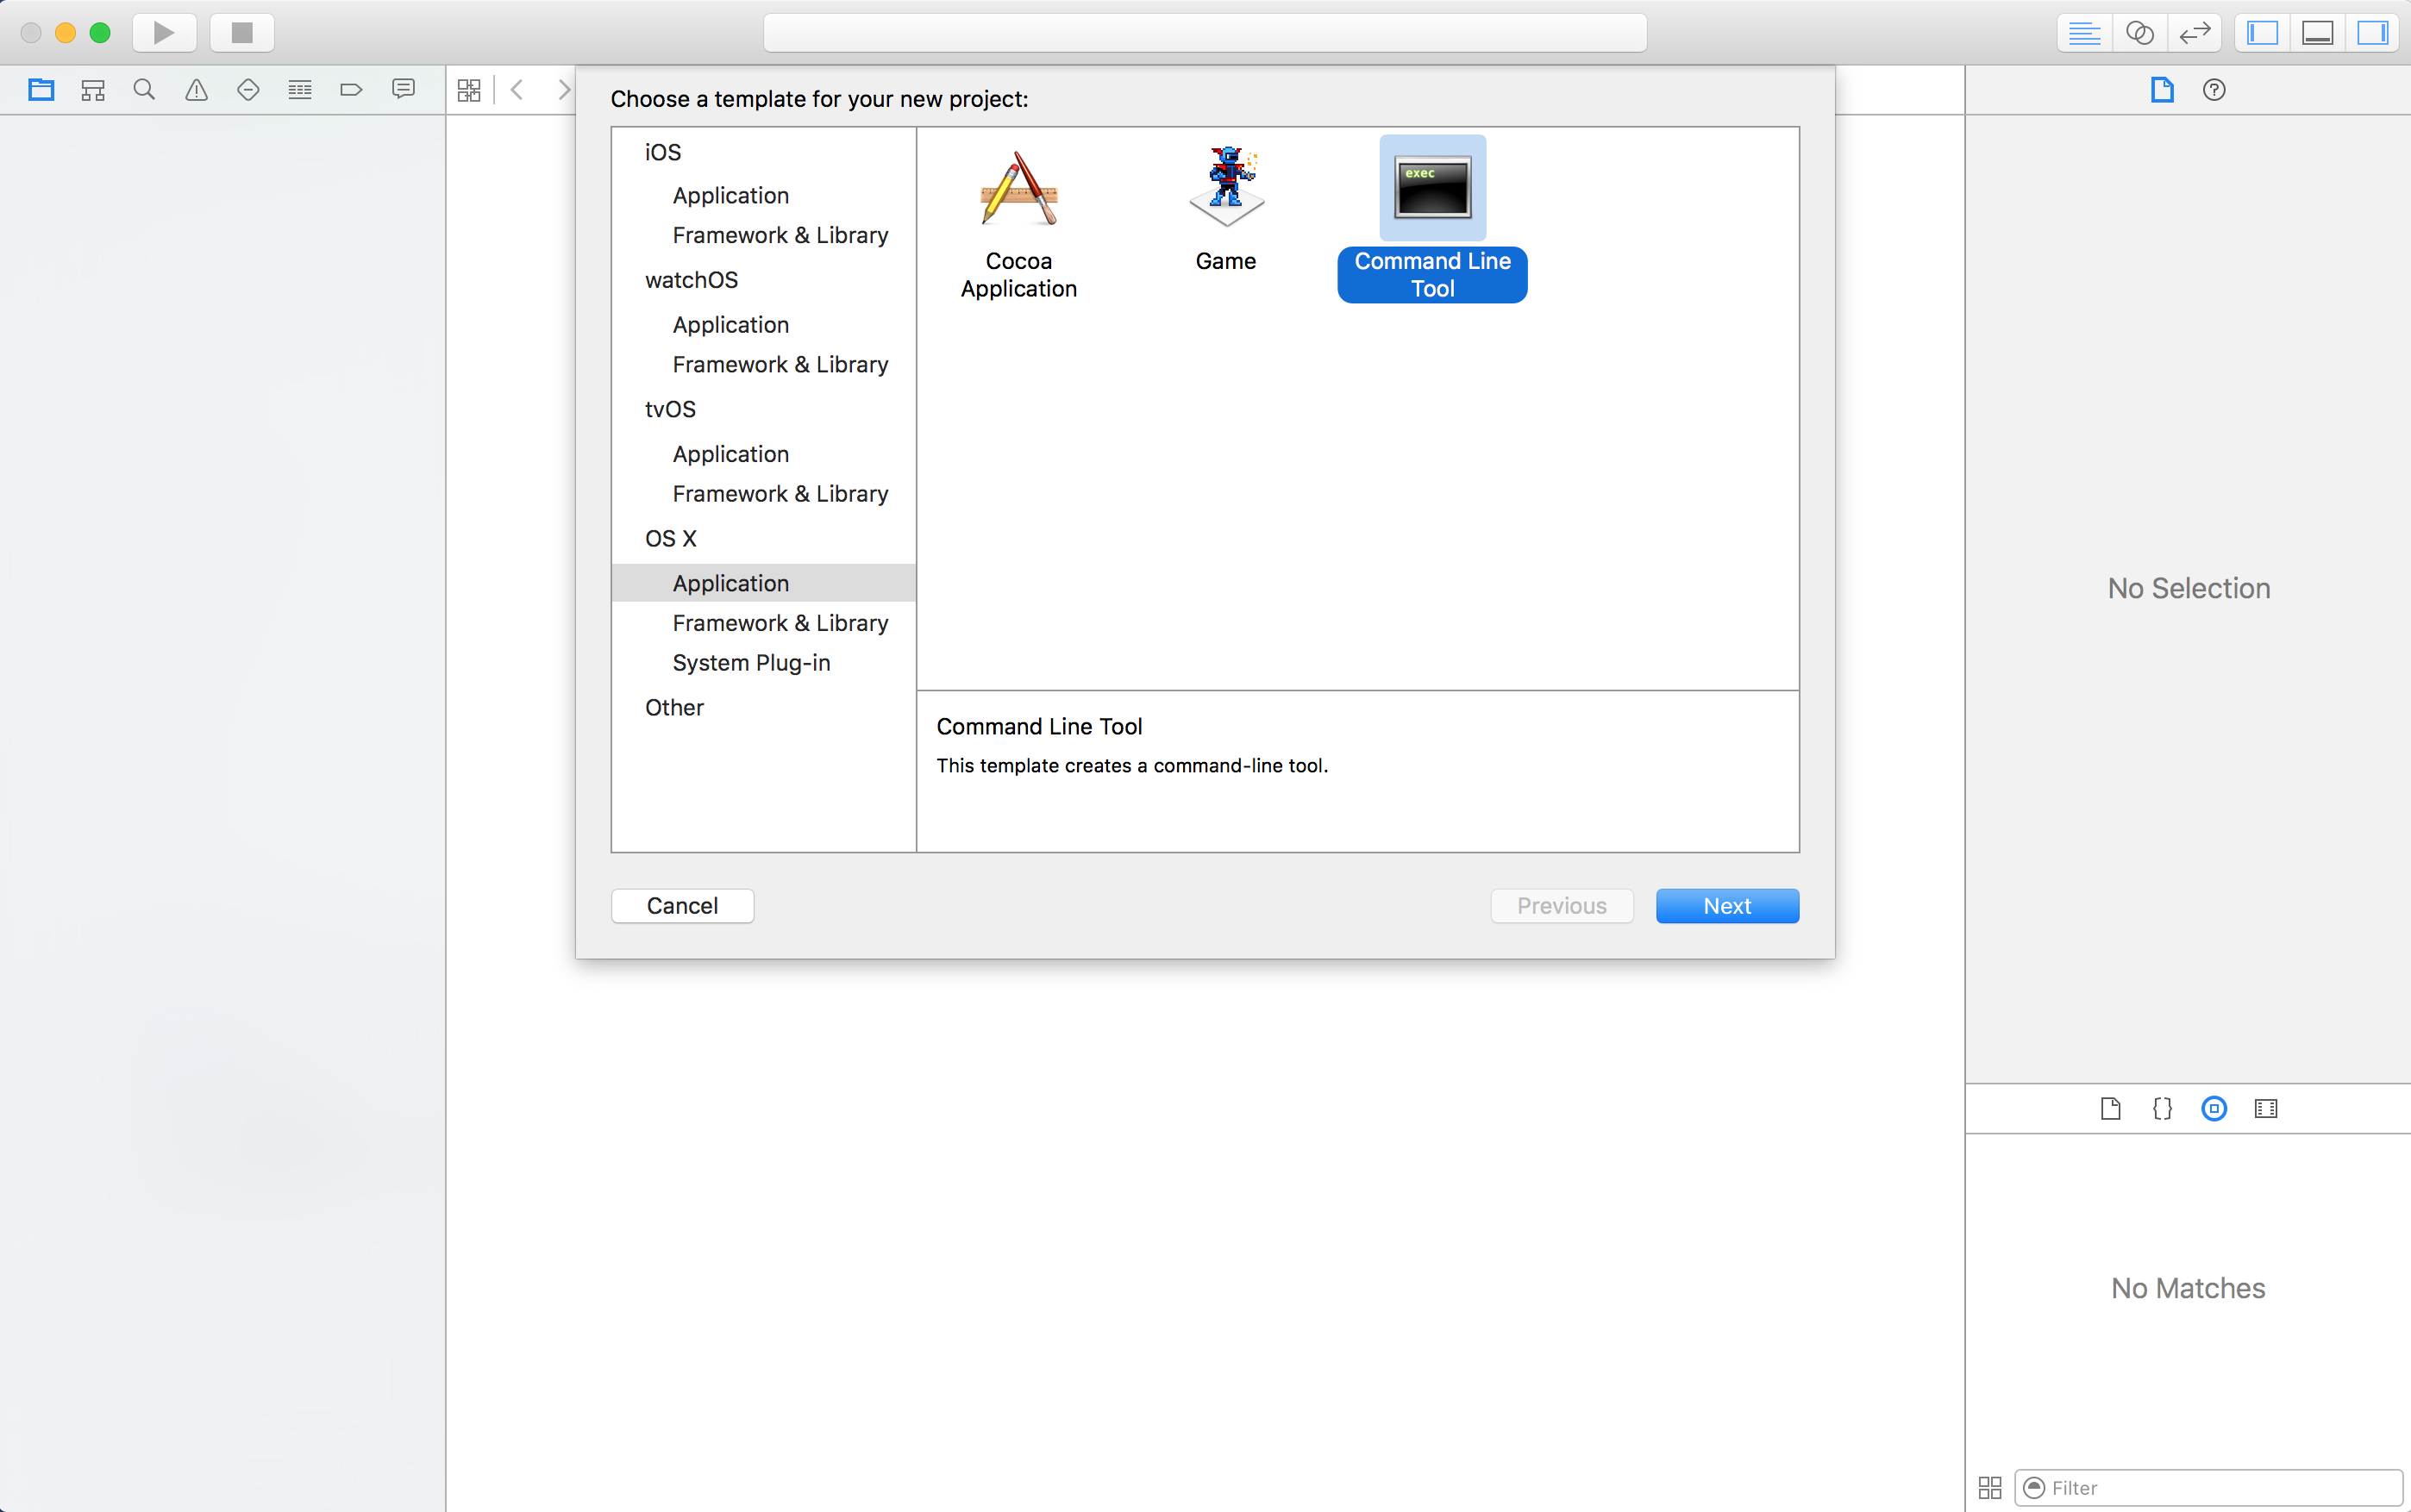 Choose a template for your new project:
iOS
Application
Framework & Library
watchOS
Application
Framework & Library
tvOS
Application
Framework & Library
OS X
Application
Framework & Library
System Plug-in
Other
Cocoa
Application
Game
exec
Command Line
Tool
Command Line Tool
This template creates a command-line tool.
Cancel
Previous
Next
No Selection
No Matches
Filter